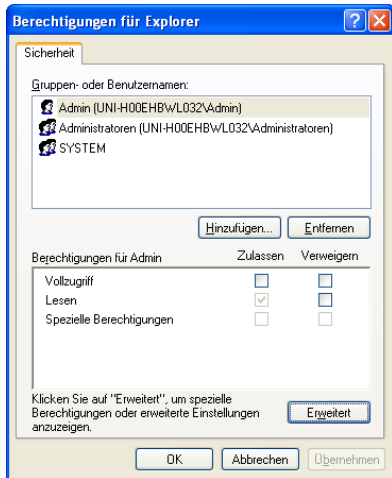 Berechtigungen für Explorer
Sicherheit
Gruppen- oder Benutzernamen:
Admin (UNI-H00EHBWL032\Admin)
Administratoren (UNI-H00EHBWL032\Administratoren)
SYSTEM
Hinzufügen... Entfernen
Berechtigungen für Admin Zulassen Verweigern
Vollzugriff
Lesen
Spezielle Berechtigungen
Klicken Sie auf "Erweitert", um spezielle
Berechtigungen oder erweiterte Einstellungen
anzuzeigen.
Erweitert
OK Abbrechen Übernehmen